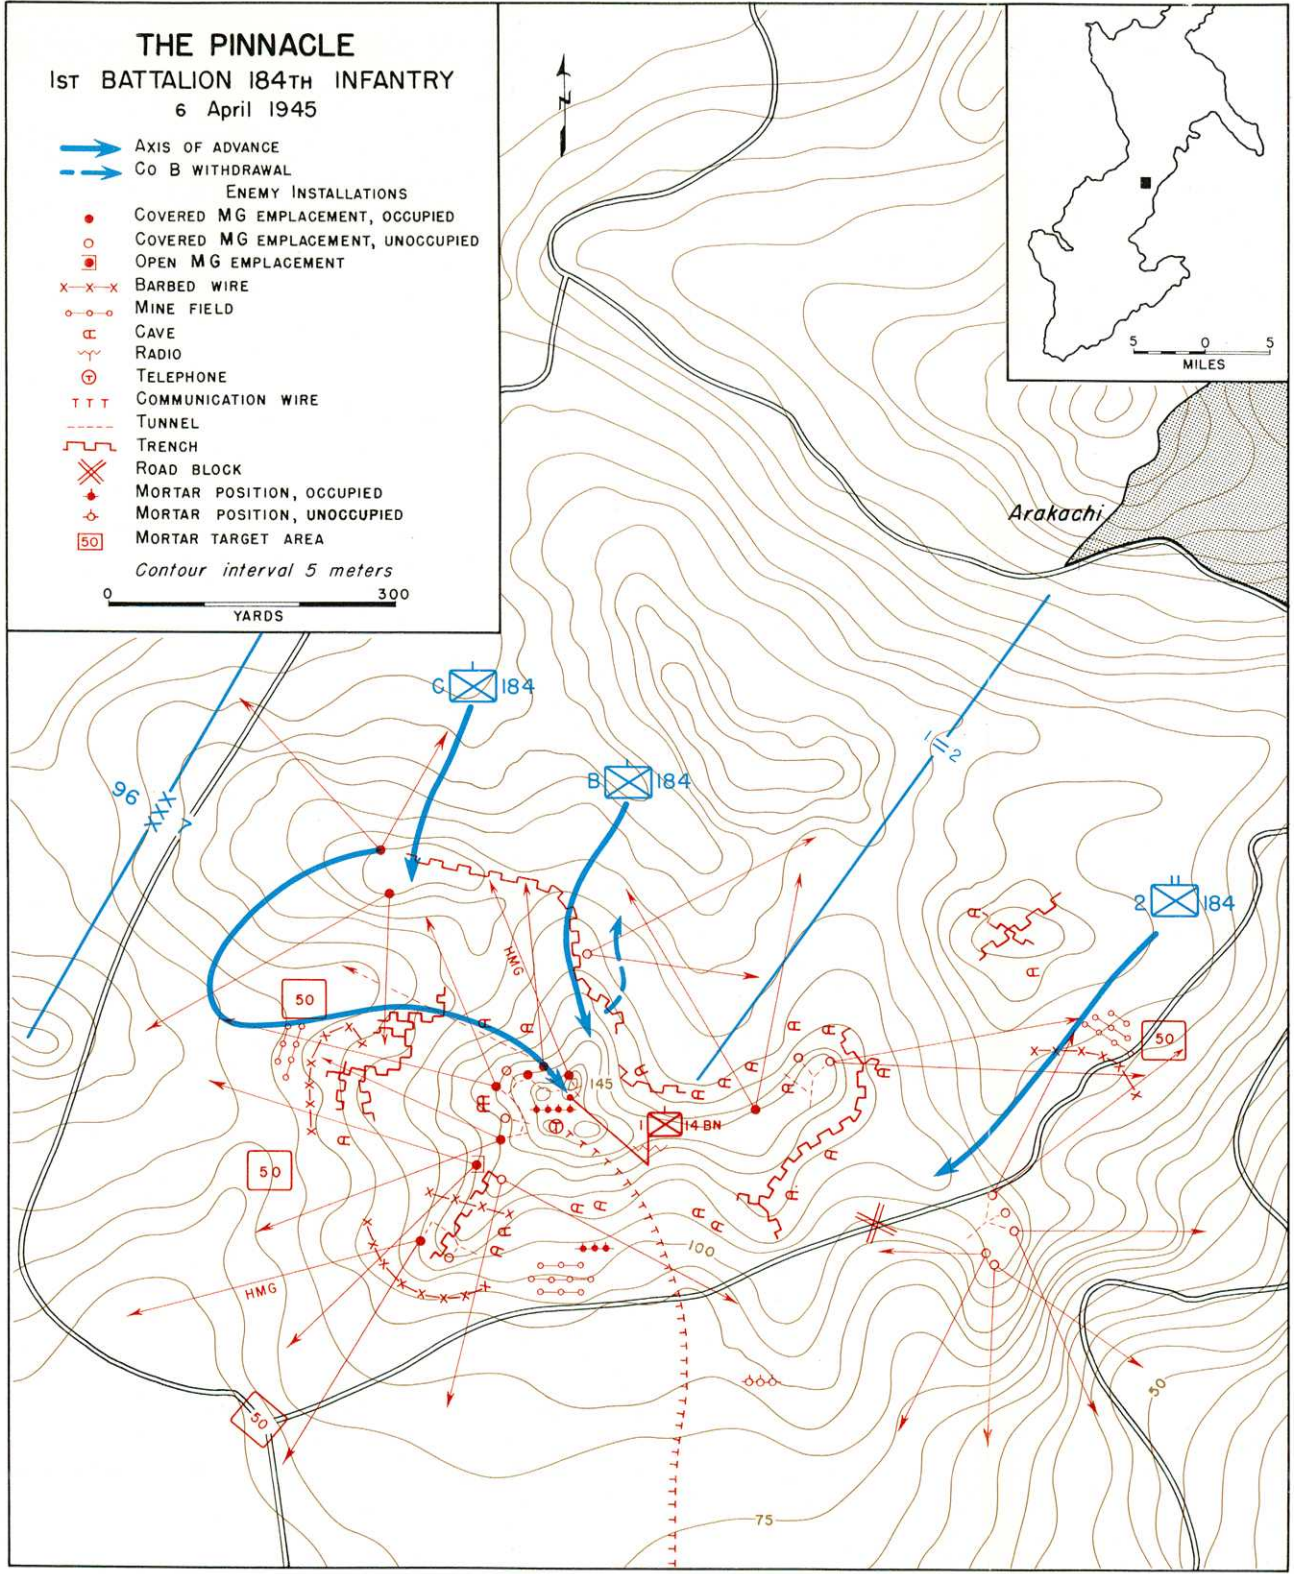 THE PINNACLE
1ST BATTALION 184TH INFANTRY
6 April 1945
AXIS OF ADVANCE
CO B WITHDRAWAL
ENEMY INSTALLATIONS
COVERED MG EMPLACEMENT, OCCUPIED
COVERED MG EMPLACEMENT, UNOCCUPIED
OPEN MG EMPLACEMENT
BARBED WIRE
MINE FIELD
CAVE
RADIO
TELEPHONE
COMMUNICATION WIRE
TUNNEL
TRENCH
ROAD BLOCK
MORTAR POSITION, OCCUPIED
50 MORTAR POSITION, UNOCCUPIED
MORTAR TARGET AREA
Contour interval 5 meters
0 300
YARDS
N
5 0 5
MILES
Arakachi
C 184
B 184
1 = 2
96 XXX 7
2 184
HMG
50
50
145
1 14 BN
50
100
HMG
50
50
75